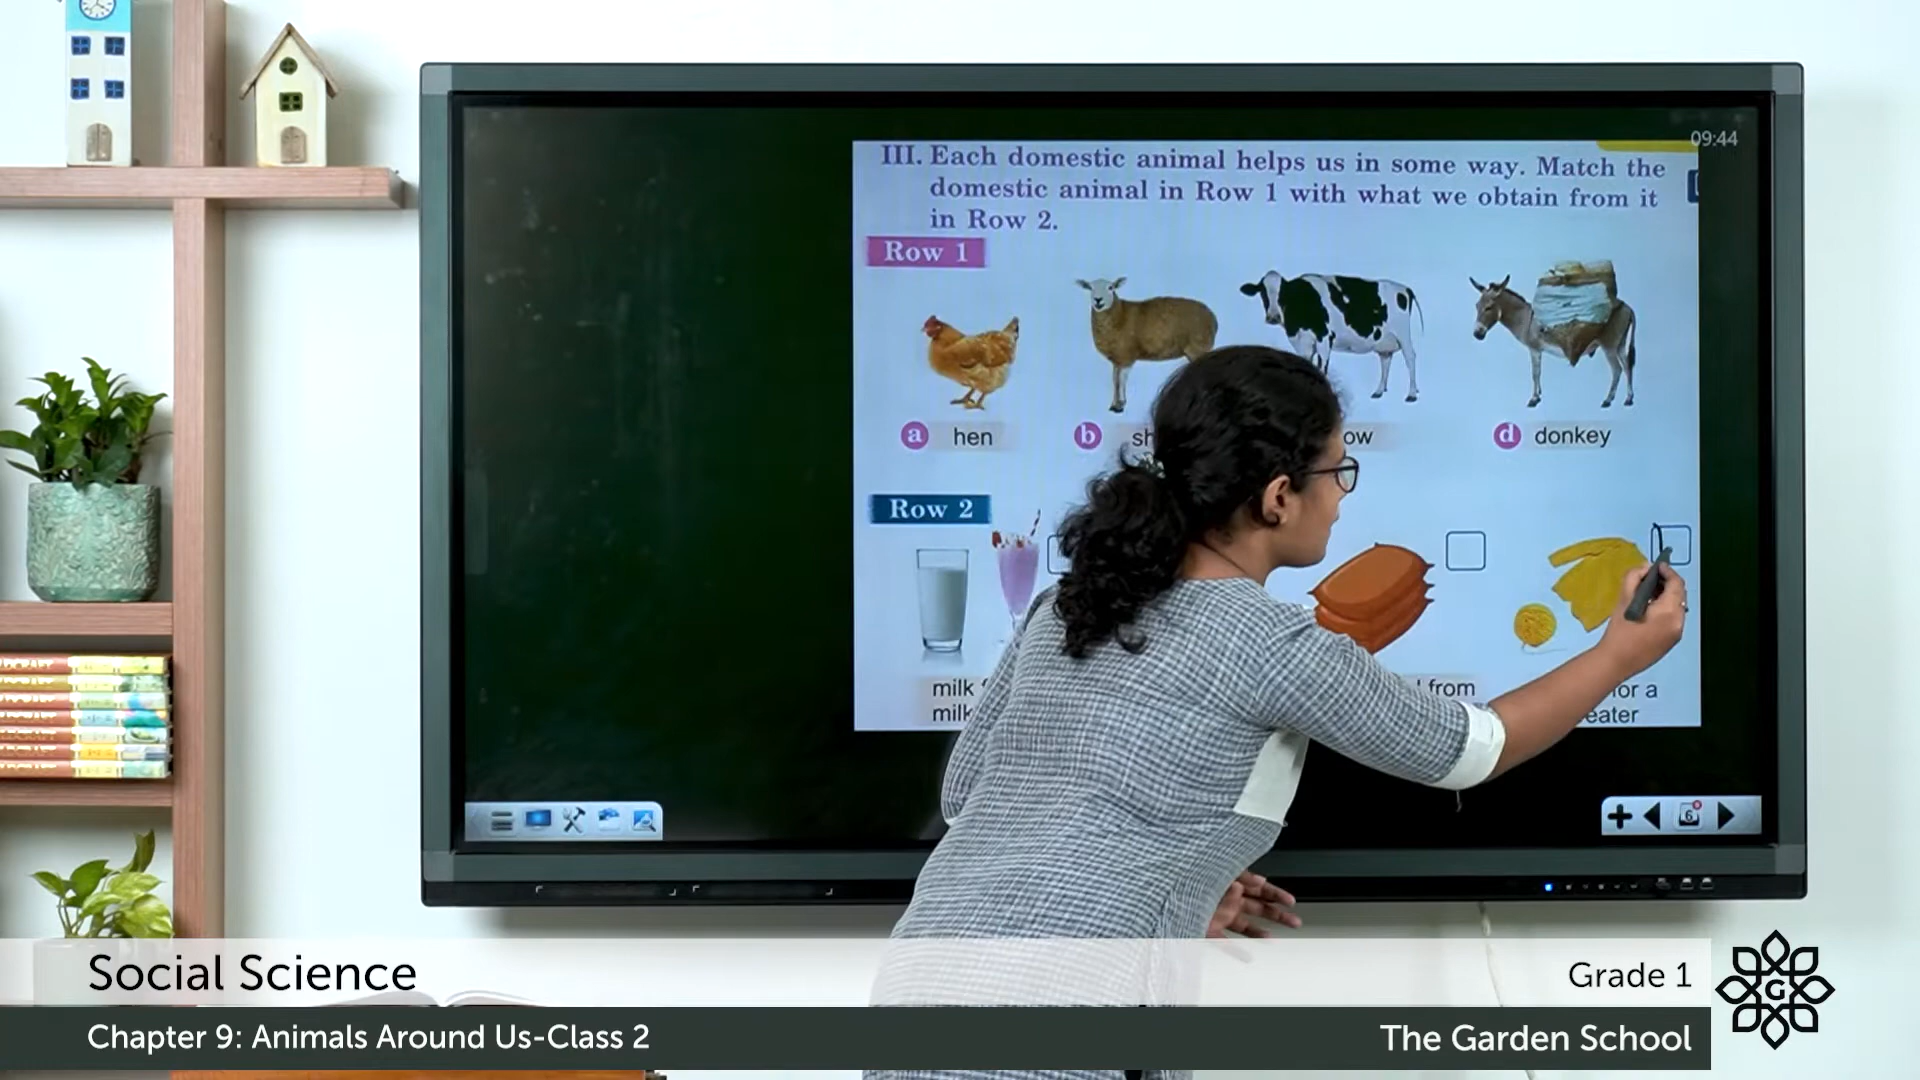 09:44
III. Each domestic animal helps us in some way. Match the
domestic animal in Row 1 with what we obtain from it
in Row 2.
Row 1
a hen
b
d donkey
Row 2
milk
milk
from
for a
6
Social Science
Grade 1
Chapter 9: Animals Around Us-Class 2
The Garden School
G